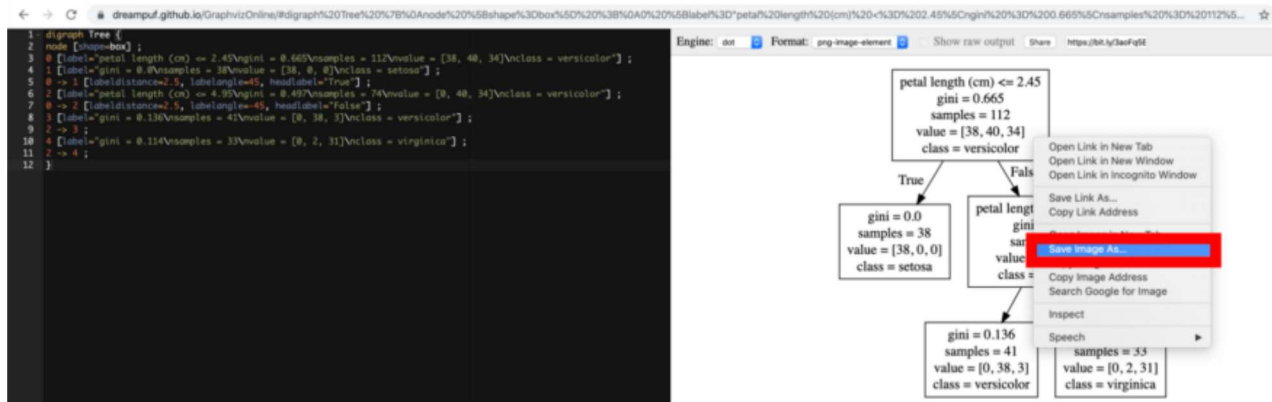 dreampuf.github.io/GraphvizOnline/#digraph%20Tree%20%7B%0Anode%20%5Bshape%3Dbox%5D%20%3B%0A0%20%5Blabel%3D"petal%20length%20(cm)%20<%3D%202.45%5Cngini%20%3D%200.665%5Cnsamples%20%3D%20112%5...
1 digraph Tree {
2 node [shape=box] ;
3 0 [label="petal length (cm) <= 2.45\ngini = 0.665\nsamples = 112\nvalue = [38, 40, 34]\nclass = versicolor"] ;
4 1 [label="gini = 0.0\nsamples = 38\nvalue = [38, 0, 0]\nclass = setosa"] ;
5 0 -> 1 [labeldistance=2.5, labelangle=45, headlabel="True"] ;
6 2 [label="petal length (cm) <= 4.95\ngini = 0.497\nsamples = 74\nvalue = [0, 40, 34]\nclass = versicolor"] ;
7 0 -> 2 [labeldistance=2.5, labelangle=-45, headlabel="False"] ;
8 3 [label="gini = 0.136\nsamples = 41\nvalue = [0, 38, 3]\nclass = versicolor"] ;
9 2 -> 3 ;
10 4 [label="gini = 0.114\nsamples = 33\nvalue = [0, 2, 31]\nclass = virginica"] ;
11 2 -> 4 ;
12 }
Engine: dot Format: png-image-element Show raw output Share https://bit.ly/3aoFq5E
petal length (cm) <= 2.45
gini = 0.665
samples = 112
value = [38, 40, 34]
class = versicolor
True
Fals
gini = 0.0
samples = 38
value = [38, 0, 0]
class = setosa
petal lengt
gini
sar
value
class =
Open Link in New Tab
Open Link in New Window
Open Link in Incognito Window
Save Link As...
Copy Link Address
Save Image As...
Copy Image Address
Search Google for Image
Inspect
Speech
gini = 0.136
samples = 41
value = [0, 38, 3]
class = versicolor
samples = 33
value = [0, 2, 31]
class = virginica